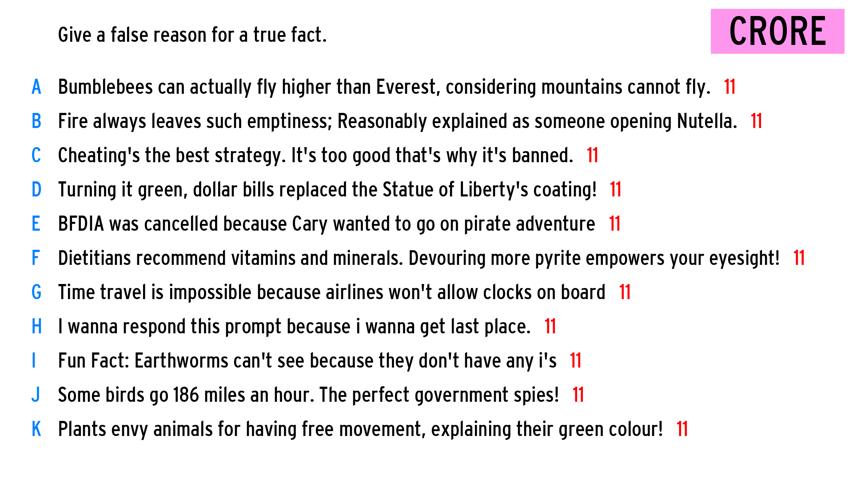 Give a false reason for a true fact.
CRORE
A Bumblebees can actually fly higher than Everest, considering mountains cannot fly. 11
B Fire always leaves such emptiness; Reasonably explained as someone opening Nutella. 11
C Cheating's the best strategy. It's too good that's why it's banned. 11
D Turning it green, dollar bills replaced the Statue of Liberty's coating! 11
E BFDIA was cancelled because Cary wanted to go on pirate adventure 11
F Dietitians recommend vitamins and minerals. Devouring more pyrite empowers your eyesight! 11
G Time travel is impossible because airlines won't allow clocks on board 11
H I wanna respond this prompt because i wanna get last place. 11
I Fun Fact: Earthworms can't see because they don't have any i's 11
J Some birds go 186 miles an hour. The perfect government spies! 11
K Plants envy animals for having free movement, explaining their green colour! 11